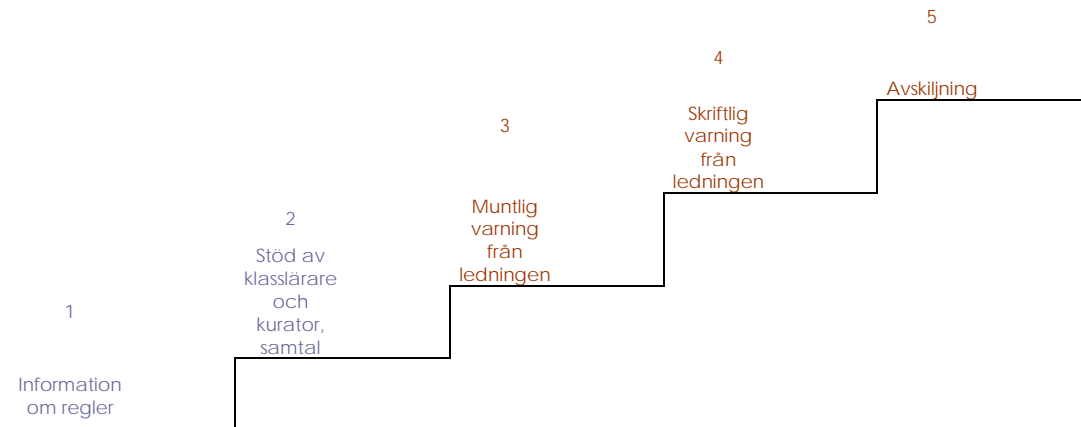 1
Information
om regler
2
Stöd av
klasslärare
och
kurator,
samtal
3
Muntlig
varning
från
ledningen
4
Skriftlig
varning
från
ledningen
5
Avskiljning